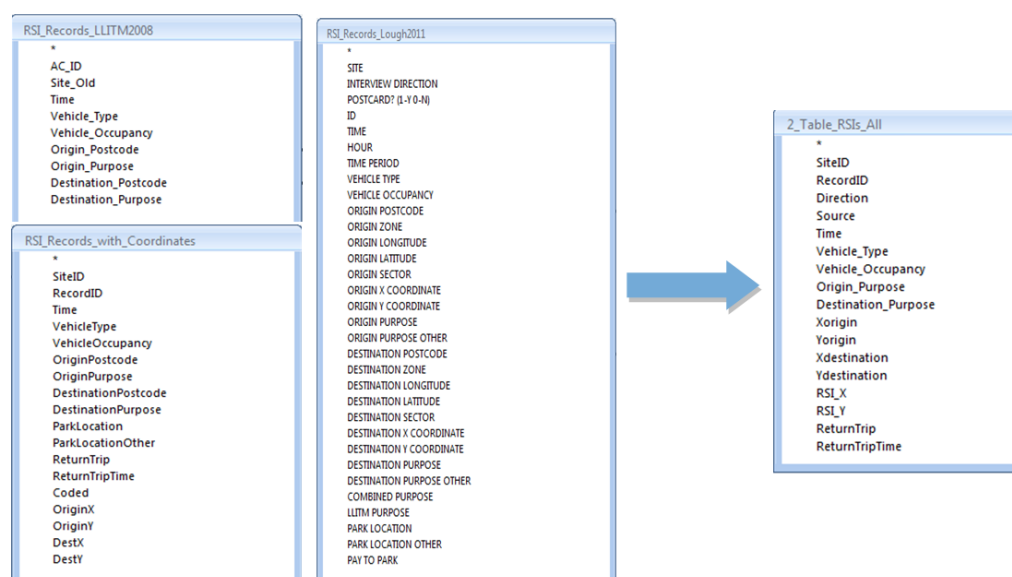 RSI_Records_LLITM2008
*
AC_ID
Site_Old
Time
Vehicle_Type
Vehicle_Occupancy
Origin_Postcode
Origin_Purpose
Destination_Postcode
Destination_Purpose
RSI_Records_with_Coordinates
*
SiteID
RecordID
Time
VehicleType
VehicleOccupancy
OriginPostcode
OriginPurpose
DestinationPostcode
DestinationPurpose
ParkLocation
ParkLocationOther
ReturnTrip
ReturnTripTime
Coded
OriginX
OriginY
DestX
DestY
RSI_Records_Lough2011
*
SITE
INTERVIEW DIRECTION
POSTCARD? (1-Y 0-N)
ID
TIME
HOUR
TIME PERIOD
VEHICLE TYPE
VEHICLE OCCUPANCY
ORIGIN POSTCODE
ORIGIN ZONE
ORIGIN LONGITUDE
ORIGIN LATITUDE
ORIGIN SECTOR
ORIGIN X COORDINATE
ORIGIN Y COORDINATE
ORIGIN PURPOSE
ORIGIN PURPOSE OTHER
DESTINATION POSTCODE
DESTINATION ZONE
DESTINATION LONGITUDE
DESTINATION LATITUDE
DESTINATION SECTOR
DESTINATION X COORDINATE
DESTINATION Y COORDINATE
DESTINATION PURPOSE
DESTINATION PURPOSE OTHER
COMBINED PURPOSE
LLITM PURPOSE
PARK LOCATION
PARK LOCATION OTHER
PAY TO PARK
2_Table_RSIs_All
*
SiteID
RecordID
Direction
Source
Time
Vehicle_Type
Vehicle_Occupancy
Origin_Purpose
Destination_Purpose
Xorigin
Yorigin
Xdestination
Ydestination
RSI_X
RSI_Y
ReturnTrip
ReturnTripTime